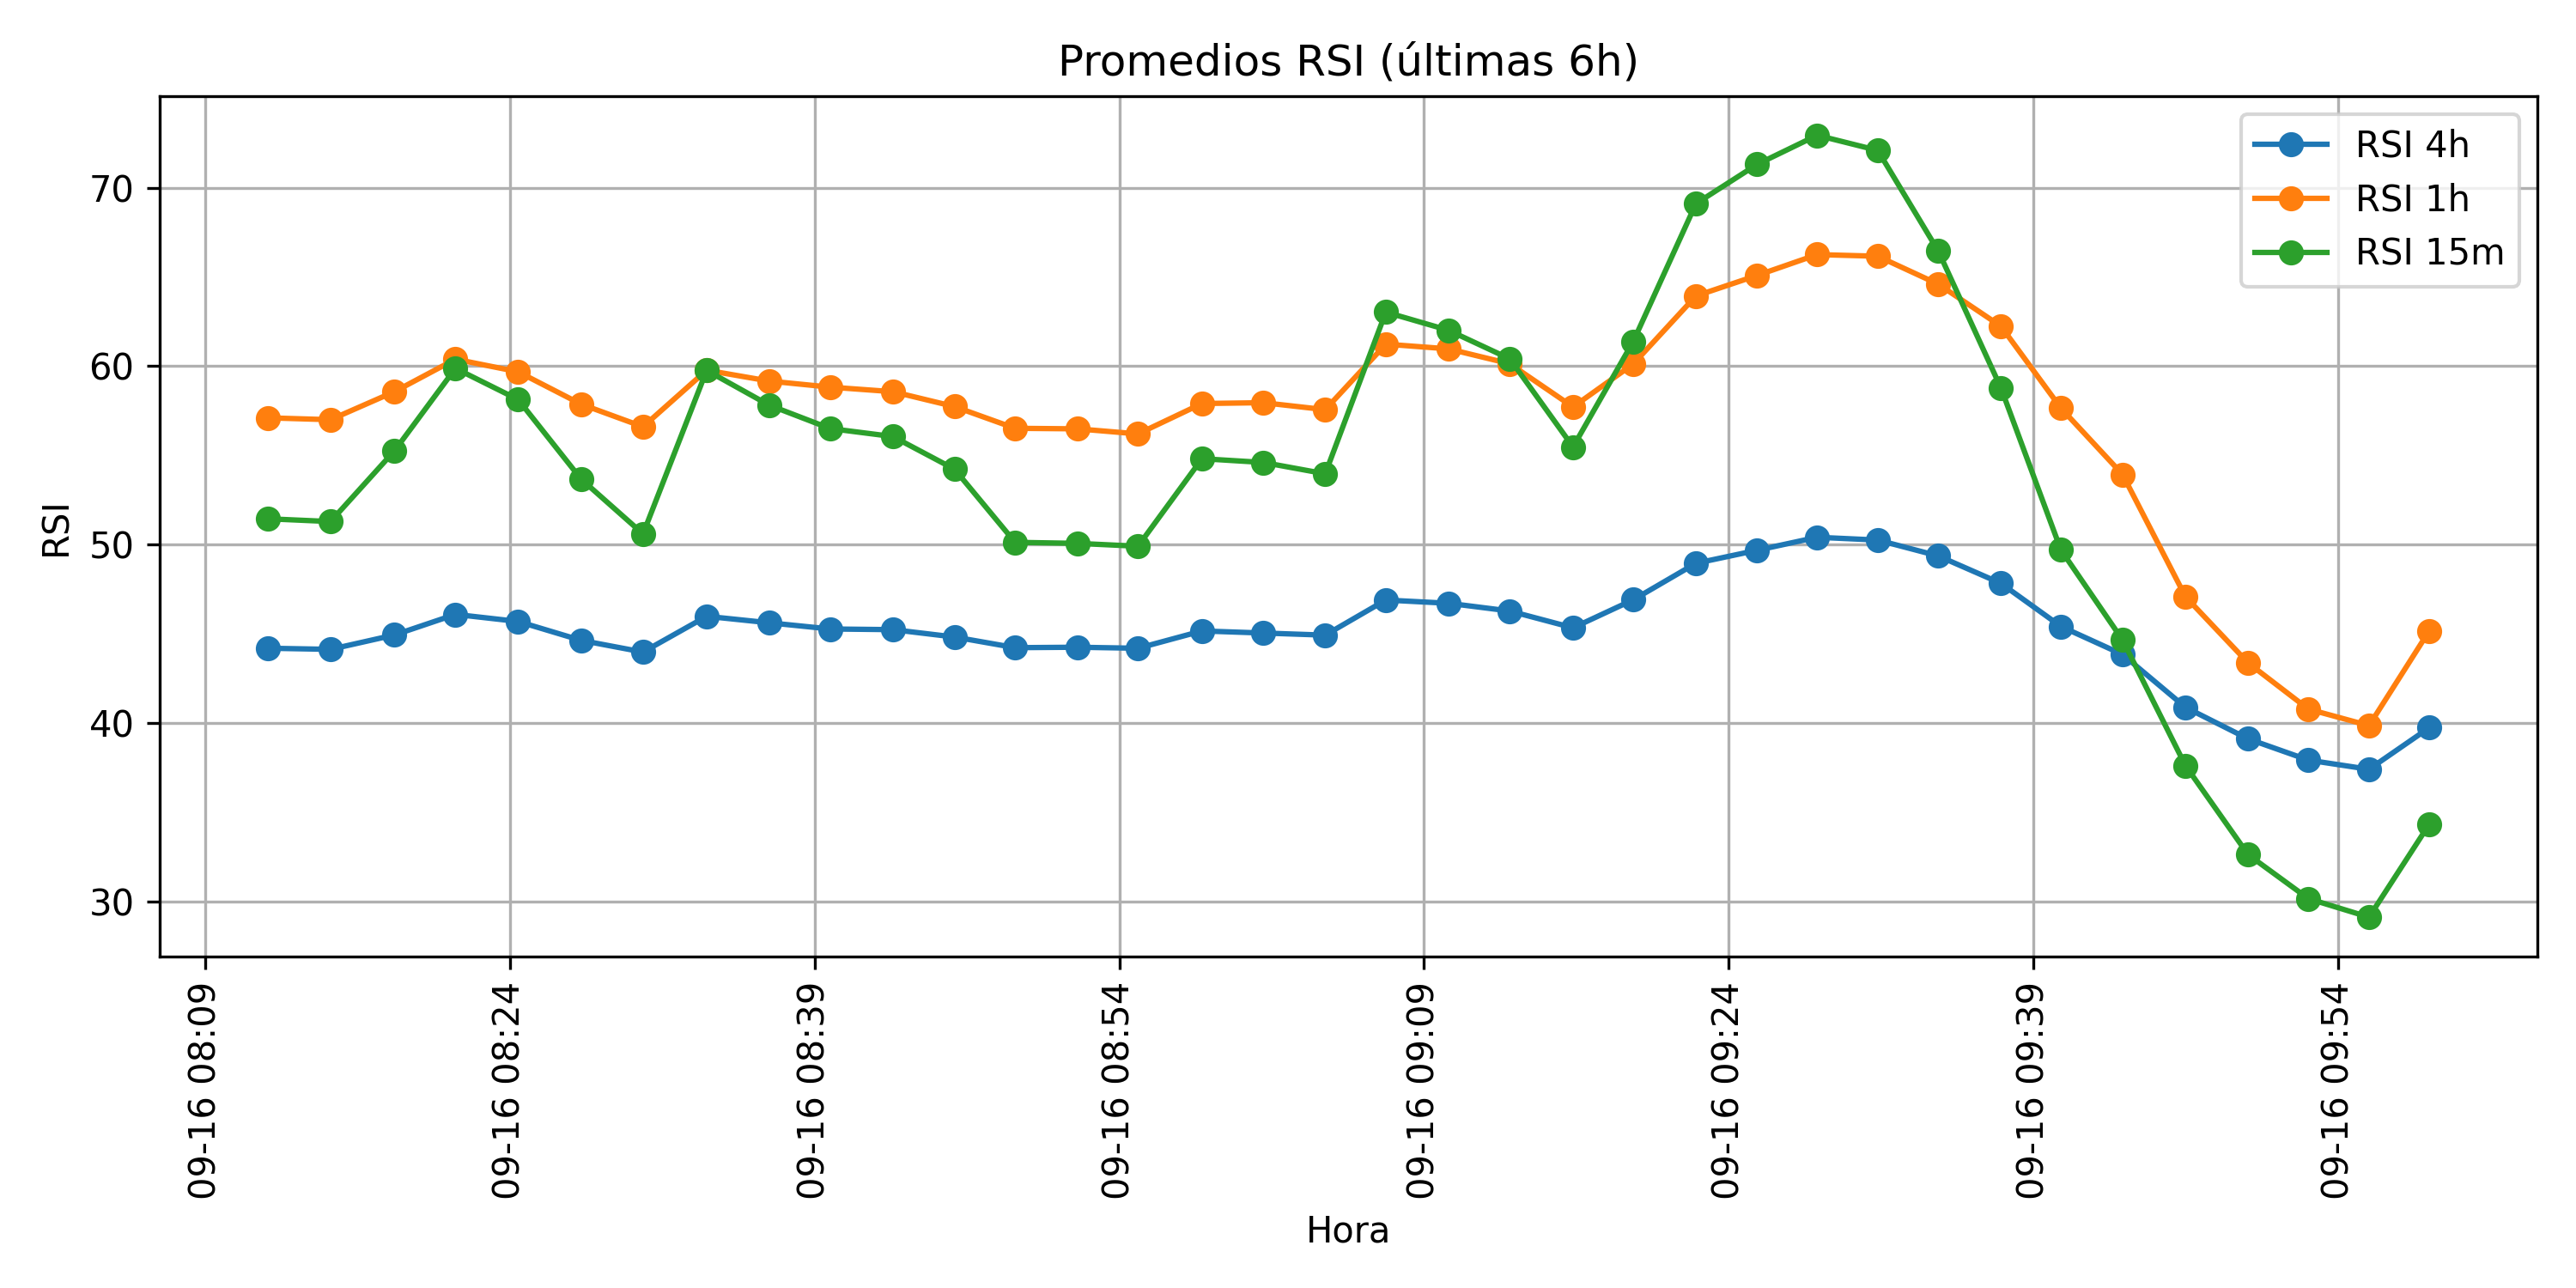 Promedios RSI (últimas 6h)
RSI 4h
RSI 1h
RSI 15m
RSI
70
60
50
40
30
09-16 08:09
09-16 08:24
09-16 08:39
09-16 08:54
09-16 09:09
09-16 09:24
09-16 09:39
09-16 09:54
Hora